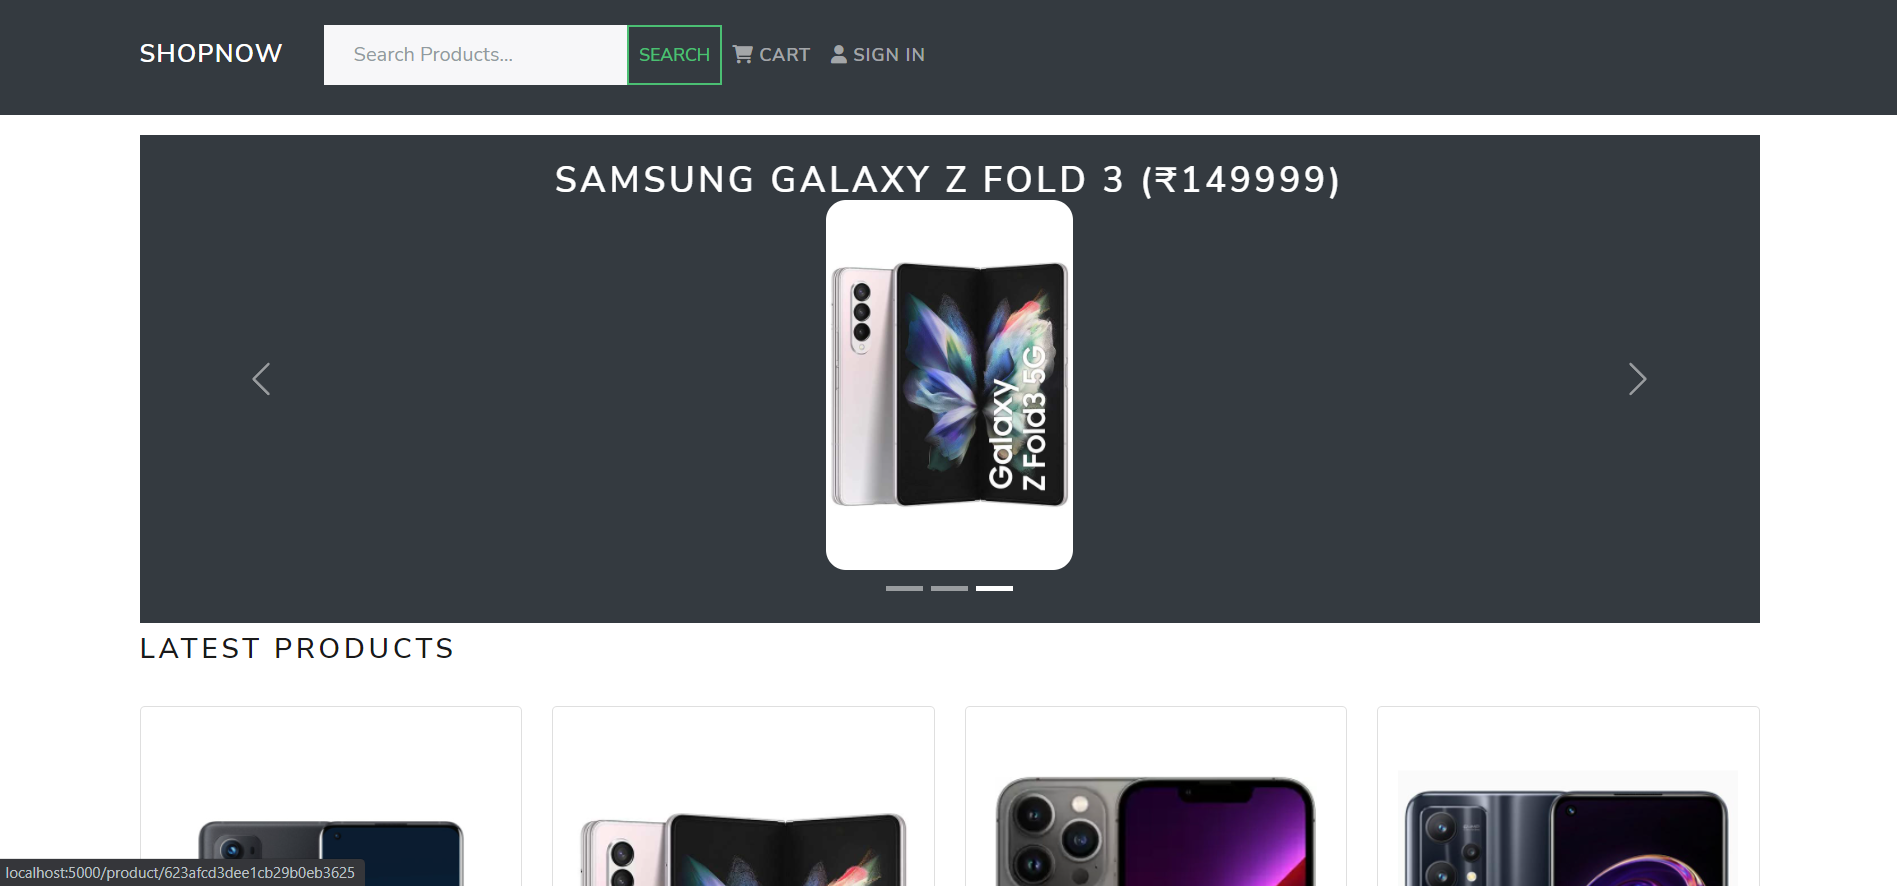 SHOPNOW
Search Products...
SEARCH
CART
SIGN IN
SAMSUNG GALAXY Z FOLD 3 (₹149999)
Galaxy
Z Fold3 5G
LATEST PRODUCTS
localhost:5000/product/623afcd3dee1cb29b0eb3625